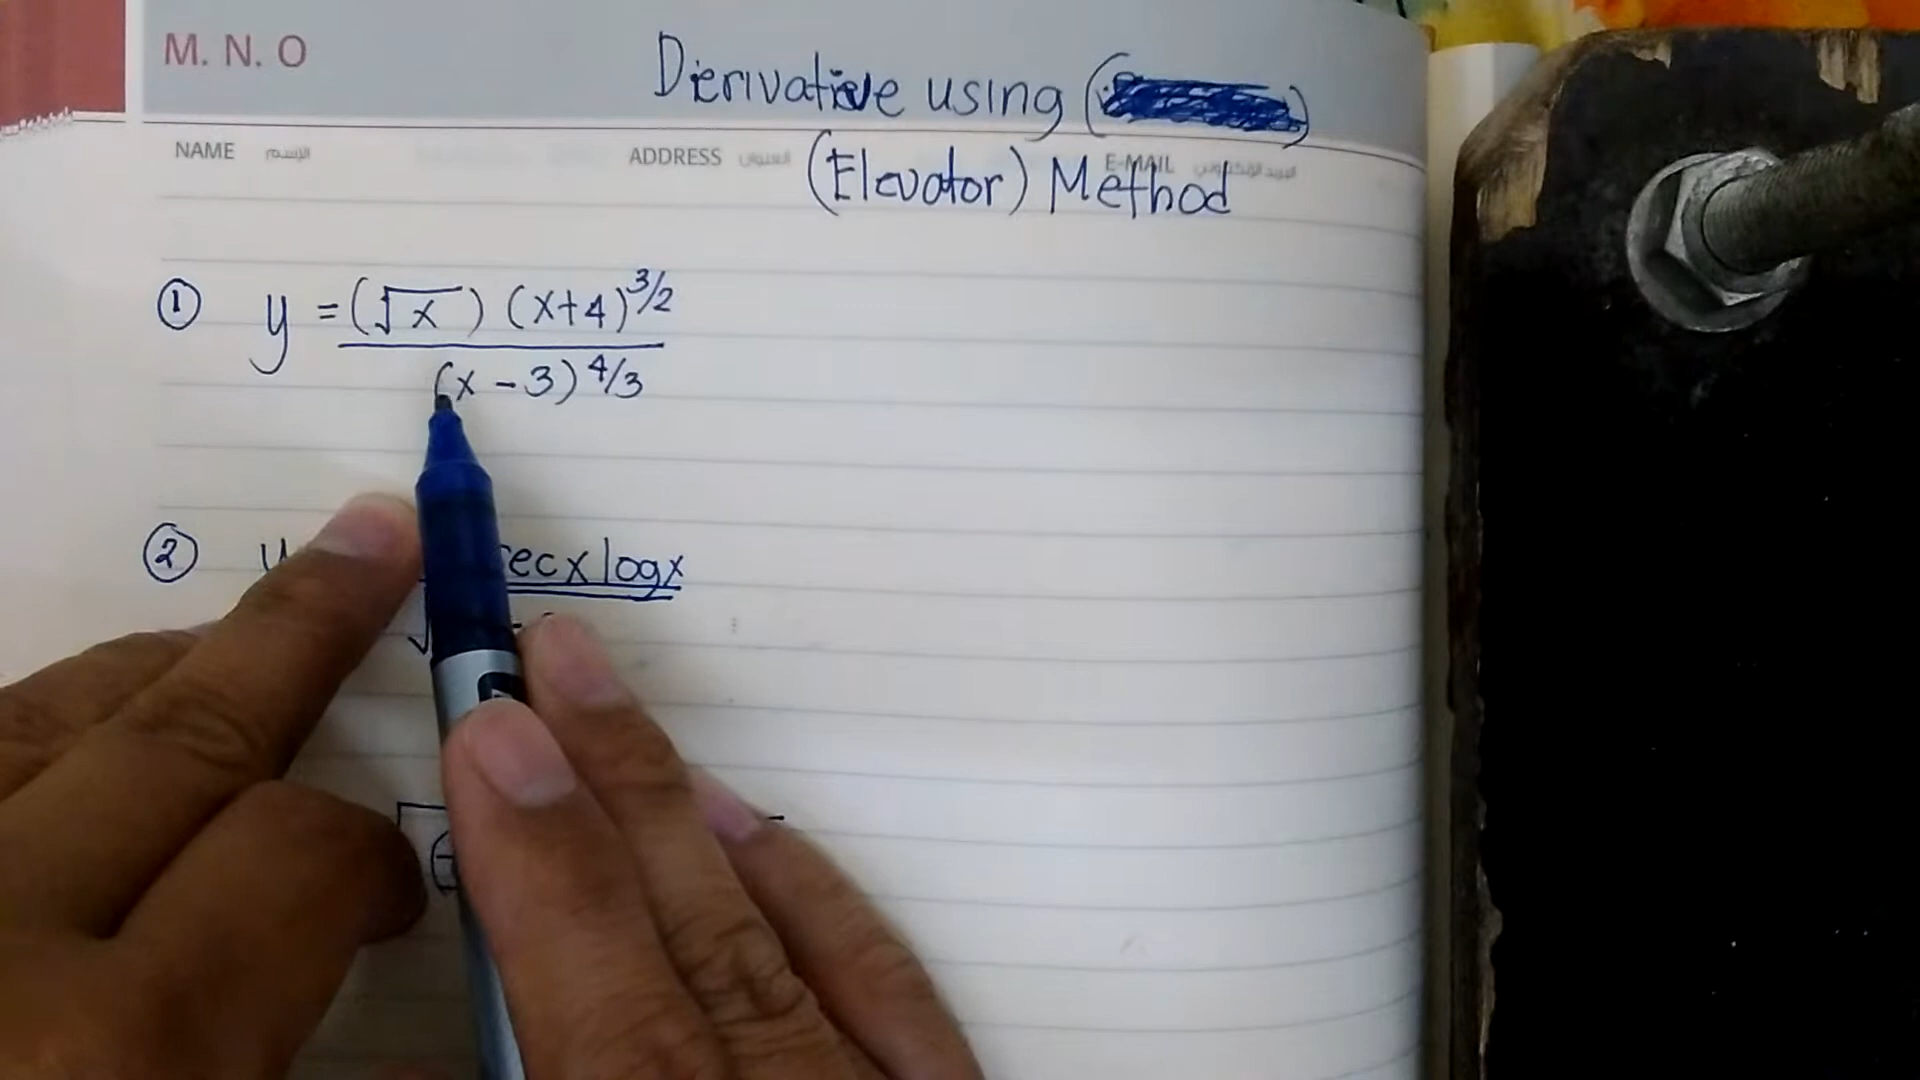 M. N. O
Derivative using (
(Elevator) Method
NAME الإسم ADDRESS العنوان E-MAIL البريد الإلكتروني
① y = (√x) (x+4)^3/2
(x - 3)^4/3
② y ecx logx